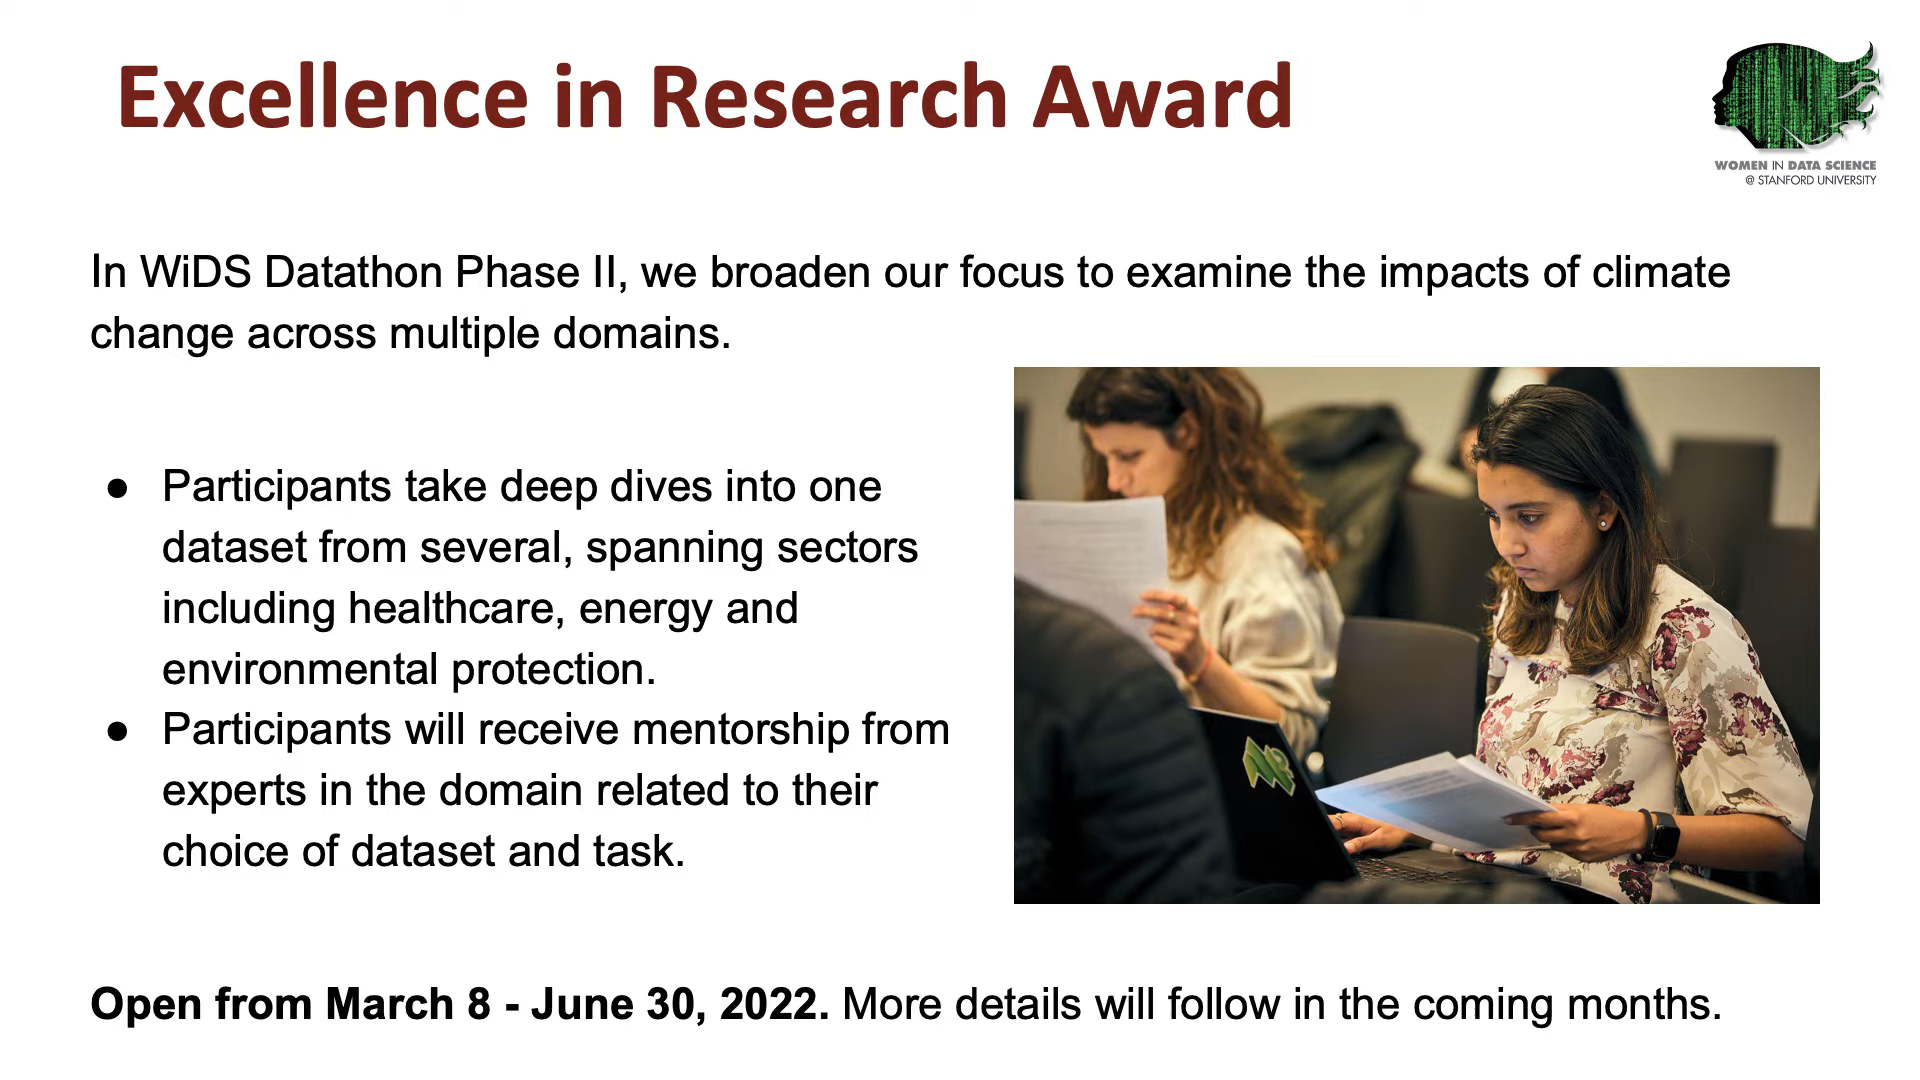 Excellence in Research Award
WOMEN IN DATA SCIENCE
@ STANFORD UNIVERSITY
In WiDS Datathon Phase II, we broaden our focus to examine the impacts of climate
change across multiple domains.
● Participants take deep dives into one
dataset from several, spanning sectors
including healthcare, energy and
environmental protection.
● Participants will receive mentorship from
experts in the domain related to their
choice of dataset and task.
Open from March 8 - June 30, 2022. More details will follow in the coming months.